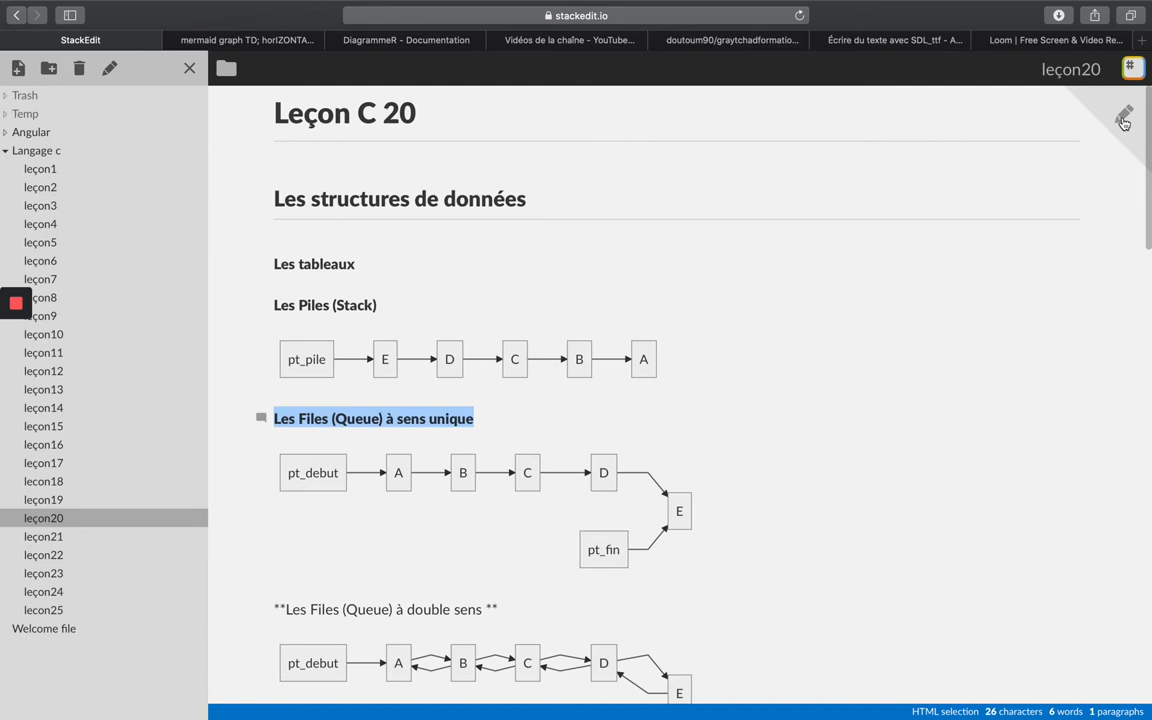 stackedit.io
StackEdit
mermaid graph TD; horIZONTA...
DiagrammeR - Documentation
Vidéos de la chaîne - YouTube...
doutoum90/graytchadformatio...
Écrire du texte avec SDL_ttf - A...
Loom | Free Screen & Video Re...
leçon20
Trash
Temp
Angular
Langage c
leçon1
leçon2
leçon3
leçon4
leçon5
leçon6
leçon7
eçon8
eçon9
leçon10
leçon11
leçon12
leçon13
leçon14
leçon15
leçon16
leçon17
leçon18
leçon19
leçon20
leçon21
leçon22
leçon23
leçon24
lecon25
Welcome file
Leçon C 20
Les structures de données
Les tableaux
Les Piles (Stack)
pt_pile E D C B A
Les Files (Queue) à sens unique
pt_debut A B C D
E
pt_fin
**Les Files (Queue) à double sens **
pt_debut A B C D
E
HTML selection 26 characters 6 words 1 paragraphs